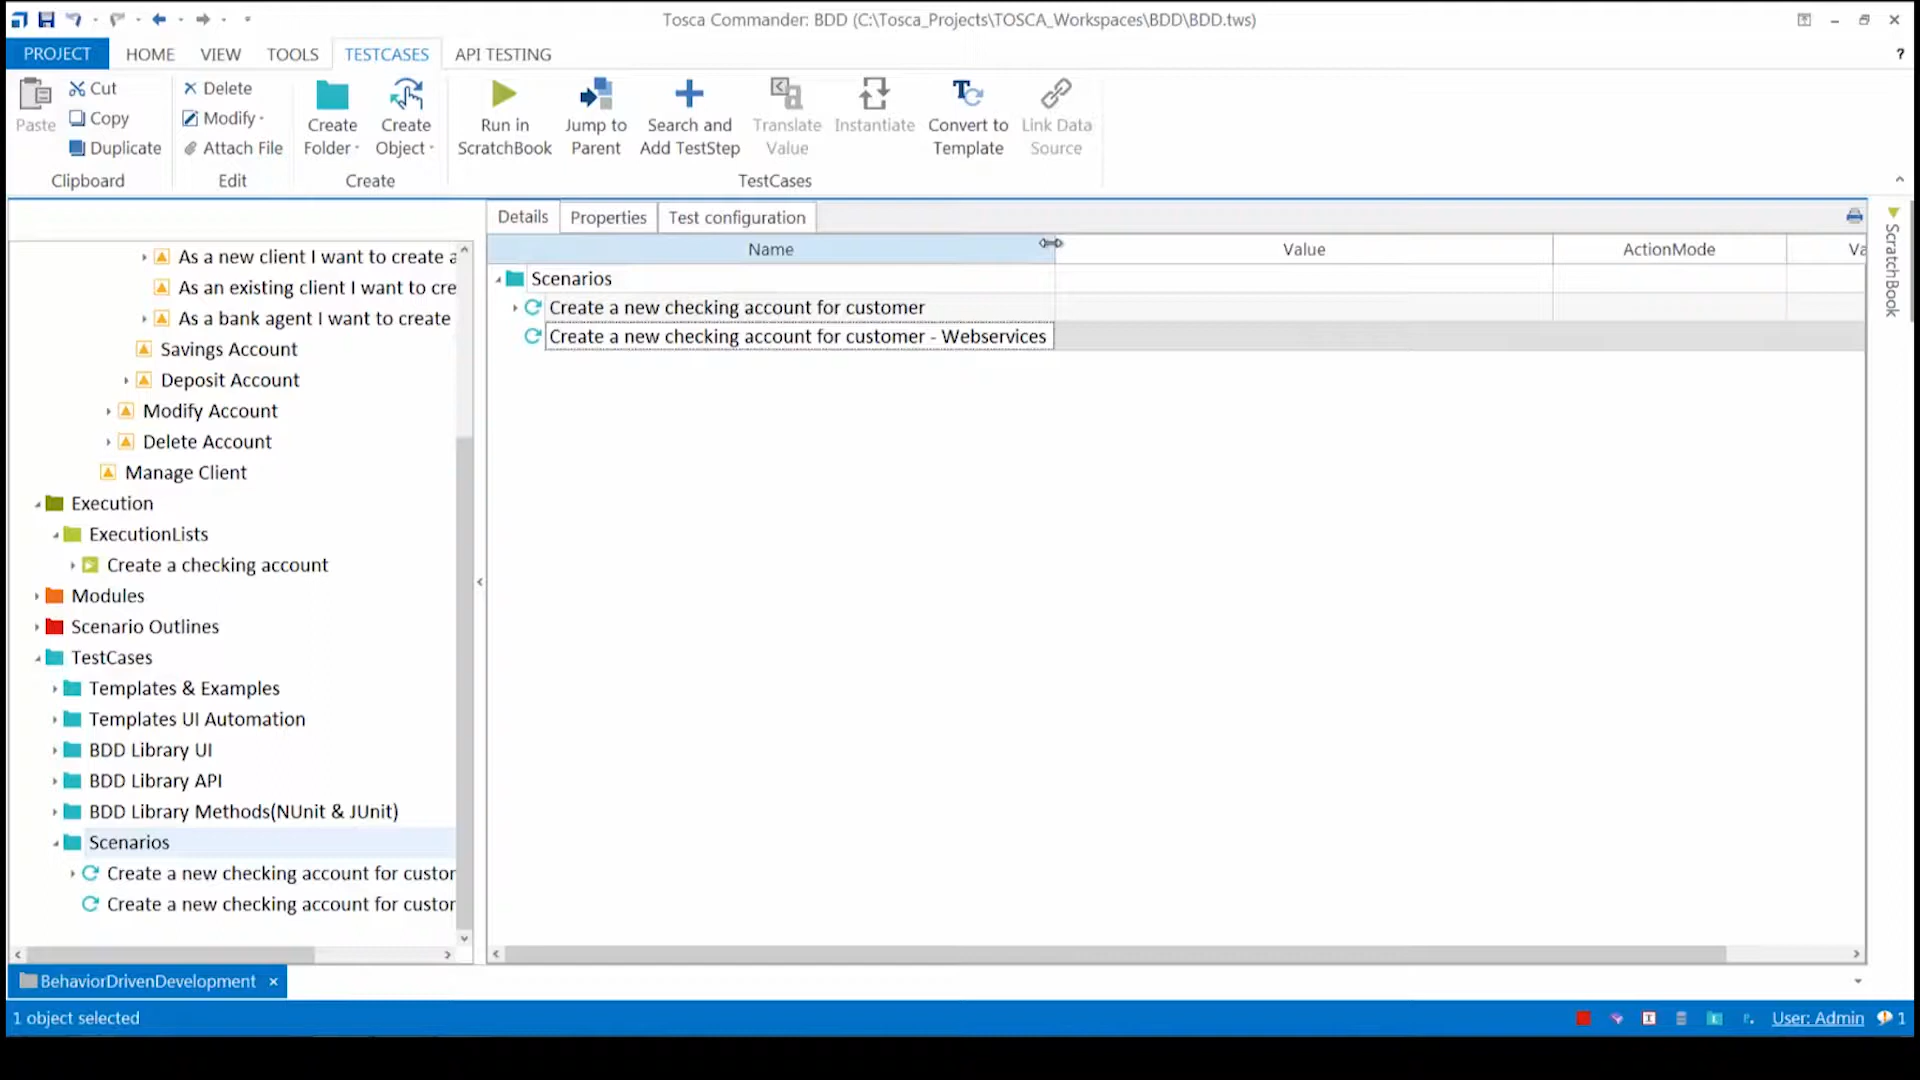 Tosca Commander: BDD (C:\Tosca_Projects\TOSCA_Workspaces\BDD\BDD.tws)
PROJECT HOME VIEW TOOLS TESTCASES API TESTING ?
Paste
Cut
Copy
Duplicate
Clipboard
Delete
Modify
Attach File
Edit
Create Folder
Create Object
Create
Run in ScratchBook
Jump to Parent
Search and Add TestStep
Translate Value
Instantiate
Convert to Template
Link Data Source
TestCases
As a new client I want to create a
As an existing client I want to cre
As a bank agent I want to create
Savings Account
Deposit Account
Modify Account
Delete Account
Manage Client
Execution
ExecutionLists
Create a checking account
Modules
Scenario Outlines
TestCases
Templates & Examples
Templates UI Automation
BDD Library UI
BDD Library API
BDD Library Methods(NUnit & JUnit)
Scenarios
Create a new checking account for custor
Create a new checking account for custor
Details Properties Test configuration
Name Value ActionMode Va
Scenarios
Create a new checking account for customer
Create a new checking account for customer - Webservices
ScratchBook
BehaviorDrivenDevelopment ×
1 object selected
User: Admin 1